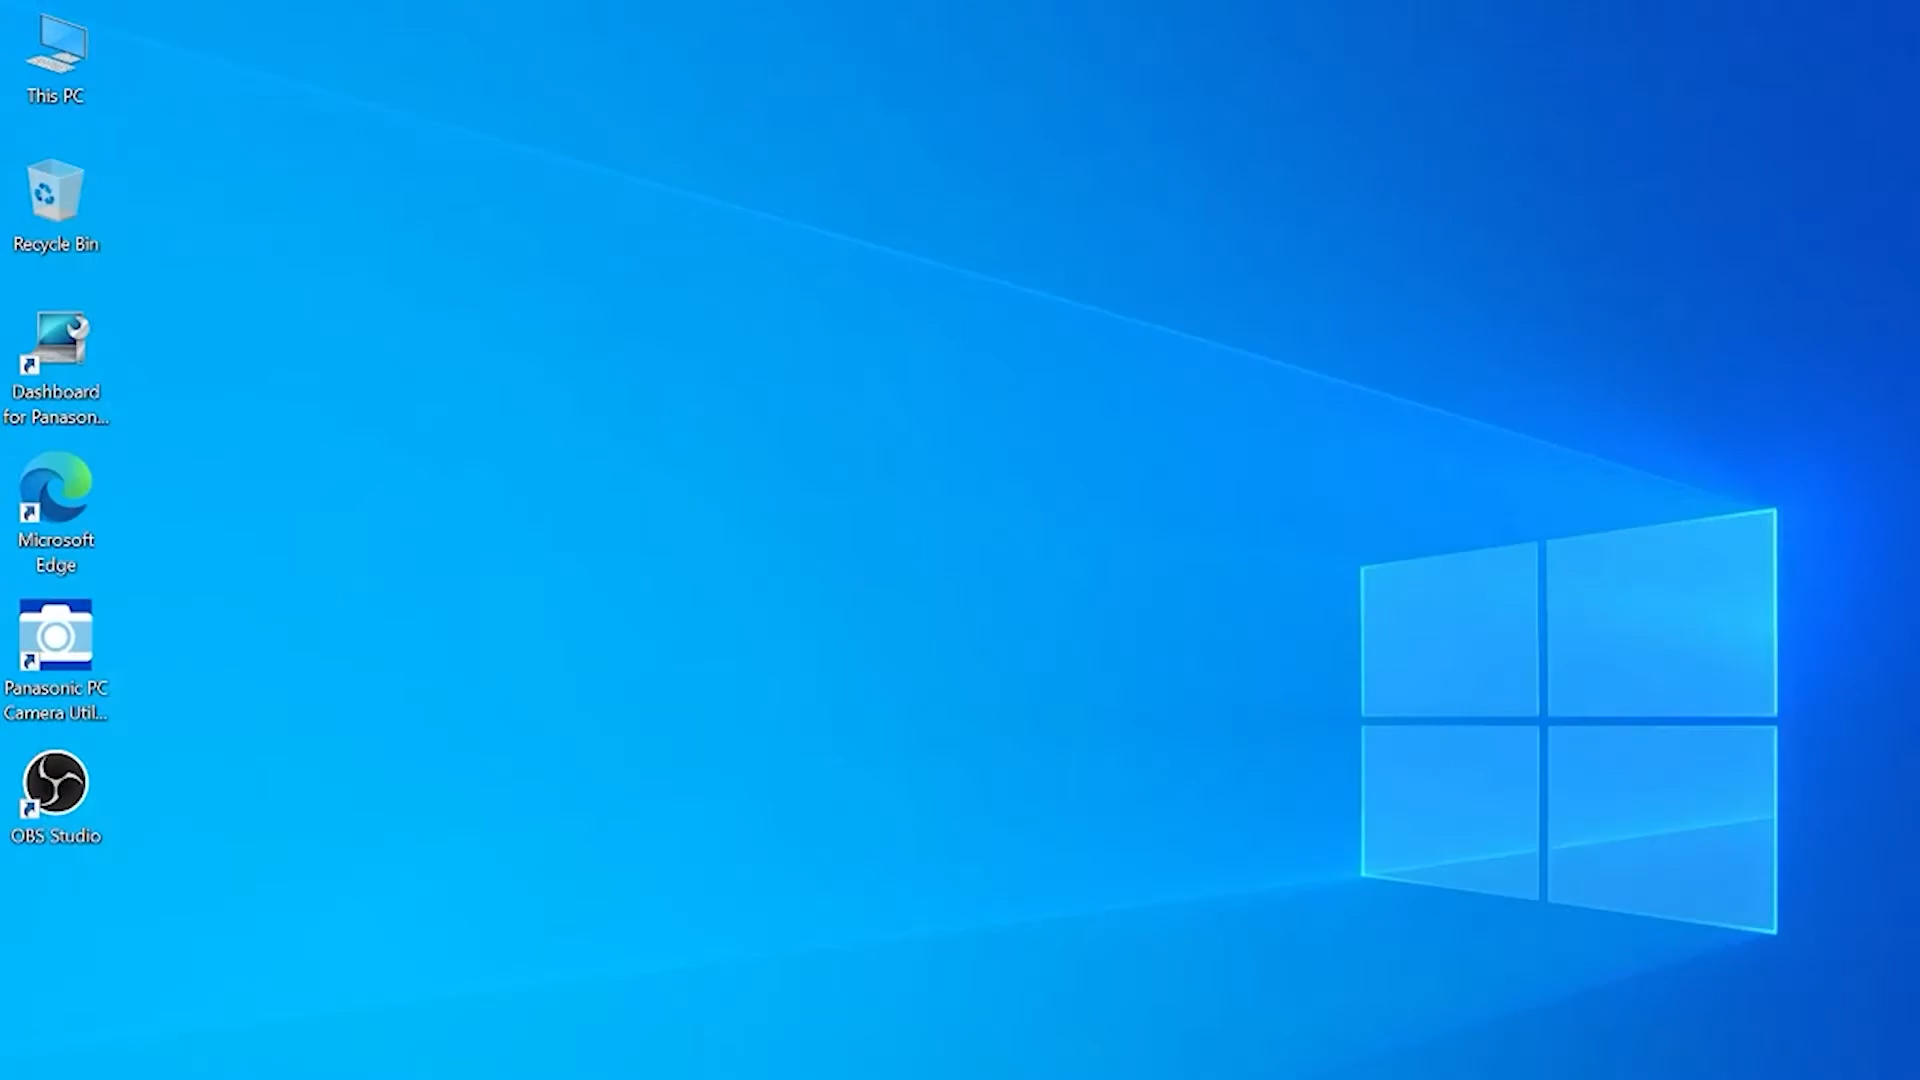 This PC
Recycle Bin
Dashboard
for Panason...
Microsoft
Edge
Panasonic PC
Camera Util...
OBS Studio